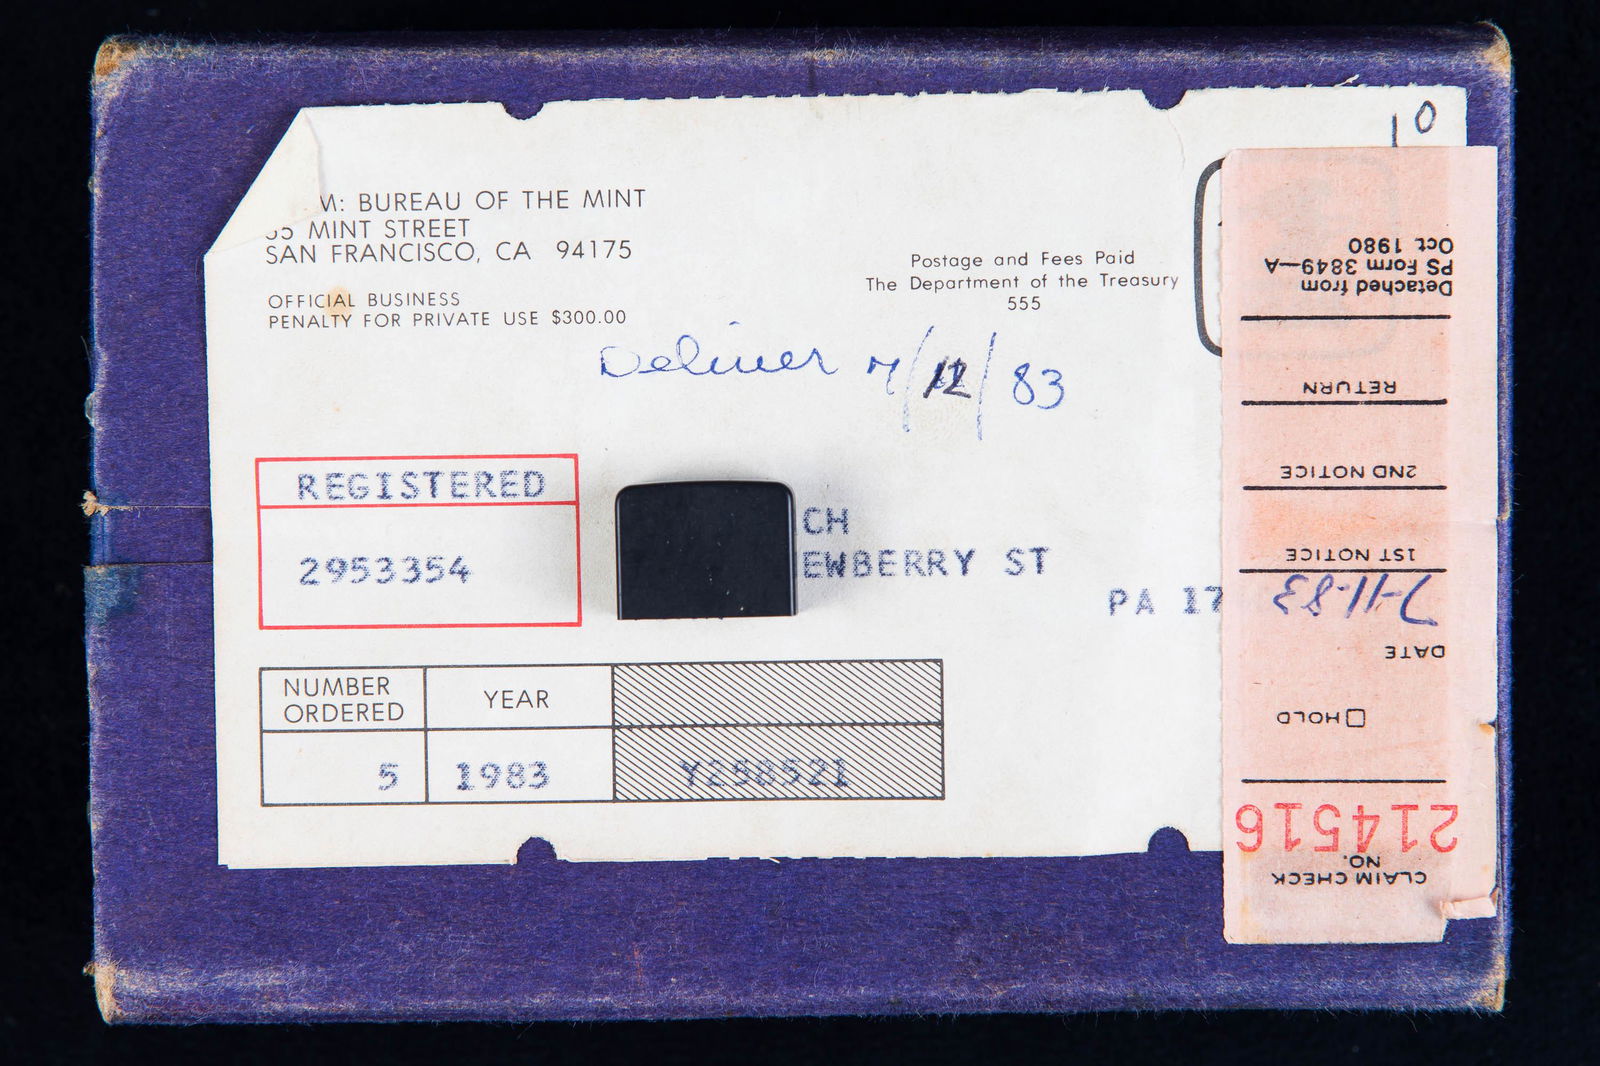 10
M: BUREAU OF THE MINT
55 MINT STREET
SAN FRANCISCO, CA 94175
OFFICIAL BUSINESS
PENALTY FOR PRIVATE USE $300.00
Postage and Fees Paid
The Department of the Treasury
555
Deliver 7/12/83
REGISTERED
2953354
CH
EWBERRY ST
PA 17
NUMBER ORDERED
YEAR
5
1983
Y258521
CLAIM CHECK
NO.
214516
HOLD
DATE
7-11-83
1ST NOTICE
2ND NOTICE
RETURN
Detached from
PS Form 3849-A
Oct. 1980